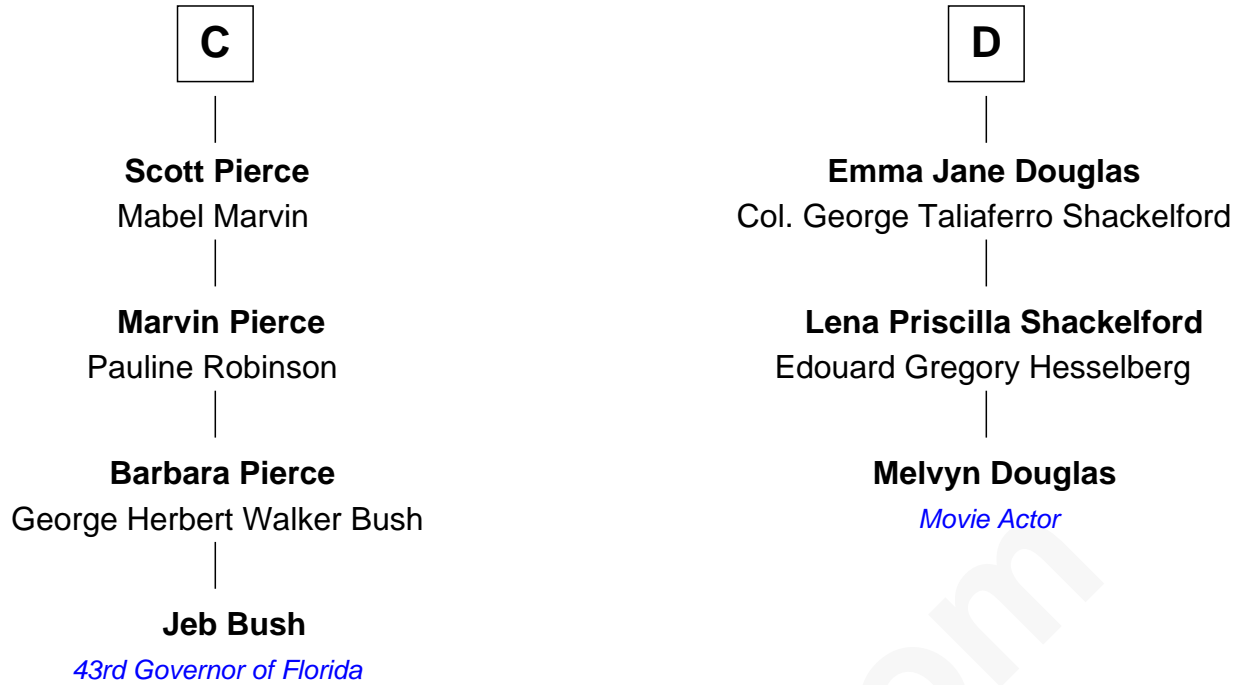 C
Scott Pierce
Mabel Marvin
Marvin Pierce
Pauline Robinson
Barbara Pierce
George Herbert Walker Bush
Jeb Bush
43rd Governor of Florida
D
Emma Jane Douglas
Col. George Taliaferro Shackelford
Lena Priscilla Shackelford
Edouard Gregory Hesselberg
Melvyn Douglas
Movie Actor